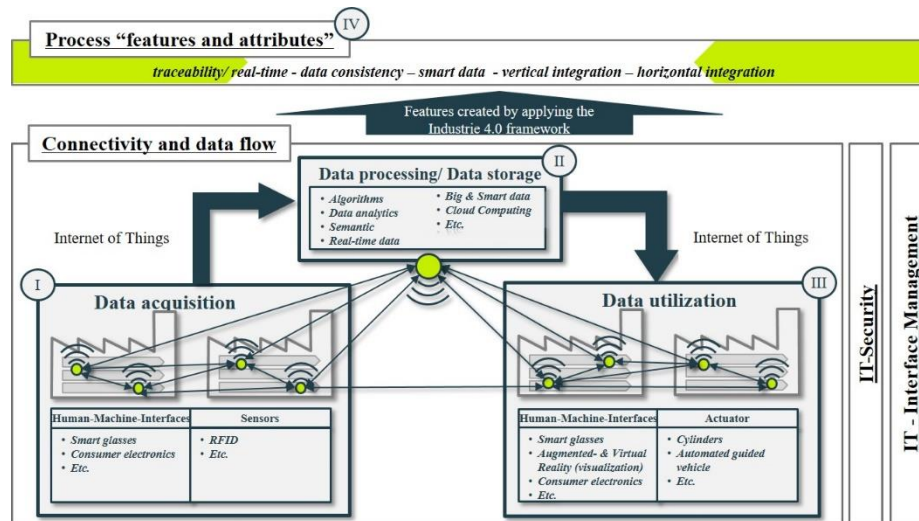 IV
Process “features and attributes”
traceability/ real-time - data consistency – smart data - vertical integration – horizontal integration
Features created by applying the
Industrie 4.0 framework
Connectivity and data flow
II
Data processing/ Data storage
• Algorithms
• Data analytics
• Semantic
• Real-time data
• Big & Smart data
• Cloud Computing
• Etc.
Internet of Things
Internet of Things
I
Data acquisition
Human-Machine-Interfaces
• Smart glasses
• Consumer electronics
• Etc.
Sensors
• RFID
• Etc.
III
Data utilization
Human-Machine-Interfaces
• Smart glasses
• Augmented- & Virtual
Reality (visualization)
• Consumer electronics
• Etc.
Actuator
• Cylinders
• Automated guided
vehicle
• Etc.
IT-Security
IT - Interface Management